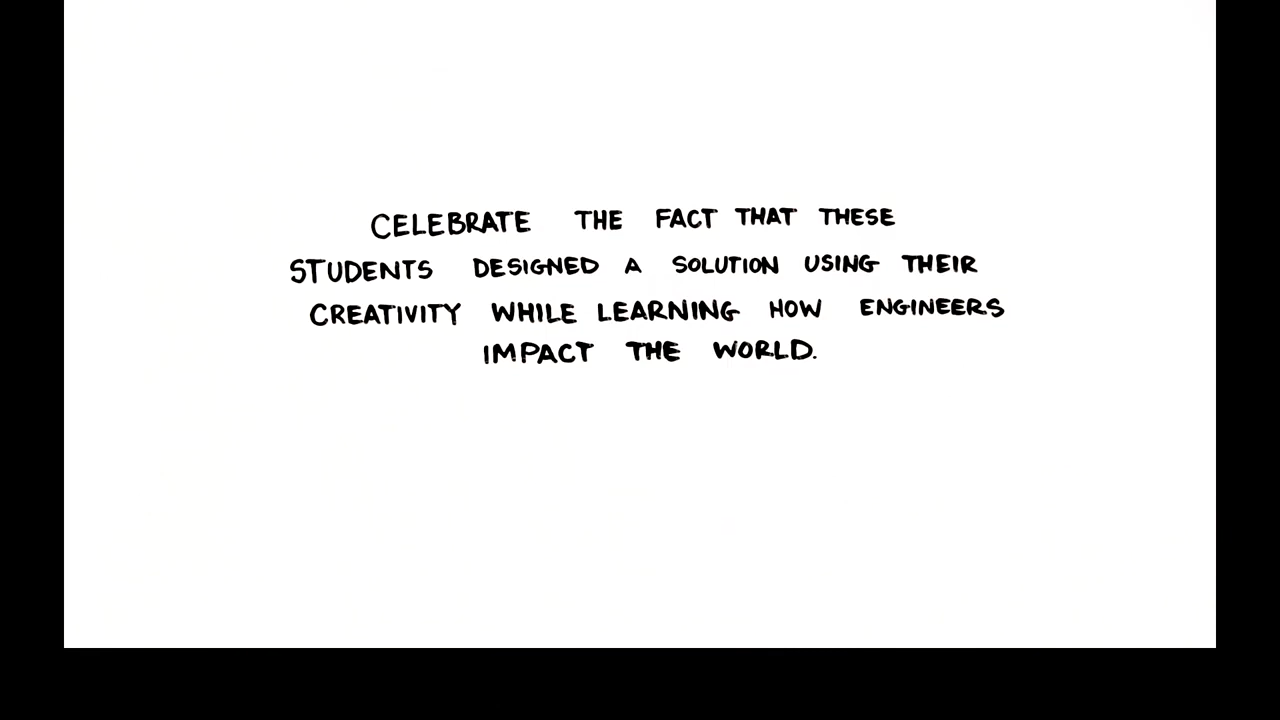 CELEBRATE THE FACT THAT THESE
STUDENTS DESIGNED A SOLUTION USING THEIR
CREATIVITY WHILE LEARNING HOW ENGINEERS
IMPACT THE WORLD.